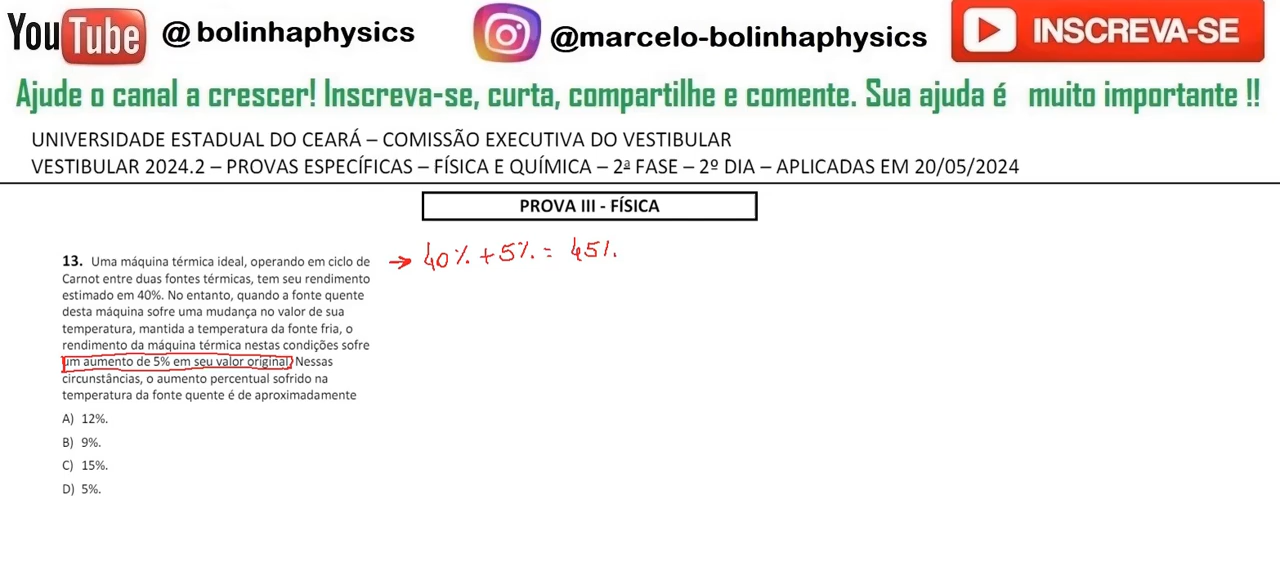 YouTube @bolinhaphysics @marcelo-bolinhaphysics INSCREVA-SE
Ajude o canal a crescer! Inscreva-se, curta, compartilhe e comente. Sua ajuda é muito importante !!
UNIVERSIDADE ESTADUAL DO CEARÁ – COMISSÃO EXECUTIVA DO VESTIBULAR
VESTIBULAR 2024.2 – PROVAS ESPECÍFICAS – FÍSICA E QUÍMICA – 2ª FASE – 2º DIA – APLICADAS EM 20/05/2024
PROVA III - FÍSICA
→ 40% + 5% = 45%
13. Uma máquina térmica ideal, operando em ciclo de
Carnot entre duas fontes térmicas, tem seu rendimento
estimado em 40%. No entanto, quando a fonte quente
desta máquina sofre uma mudança no valor de sua
temperatura, mantida a temperatura da fonte fria, o
rendimento da máquina térmica nestas condições sofre
um aumento de 5% em seu valor original. Nessas
circunstâncias, o aumento percentual sofrido na
temperatura da fonte quente é de aproximadamente
A) 12%.
B) 9%.
C) 15%.
D) 5%.